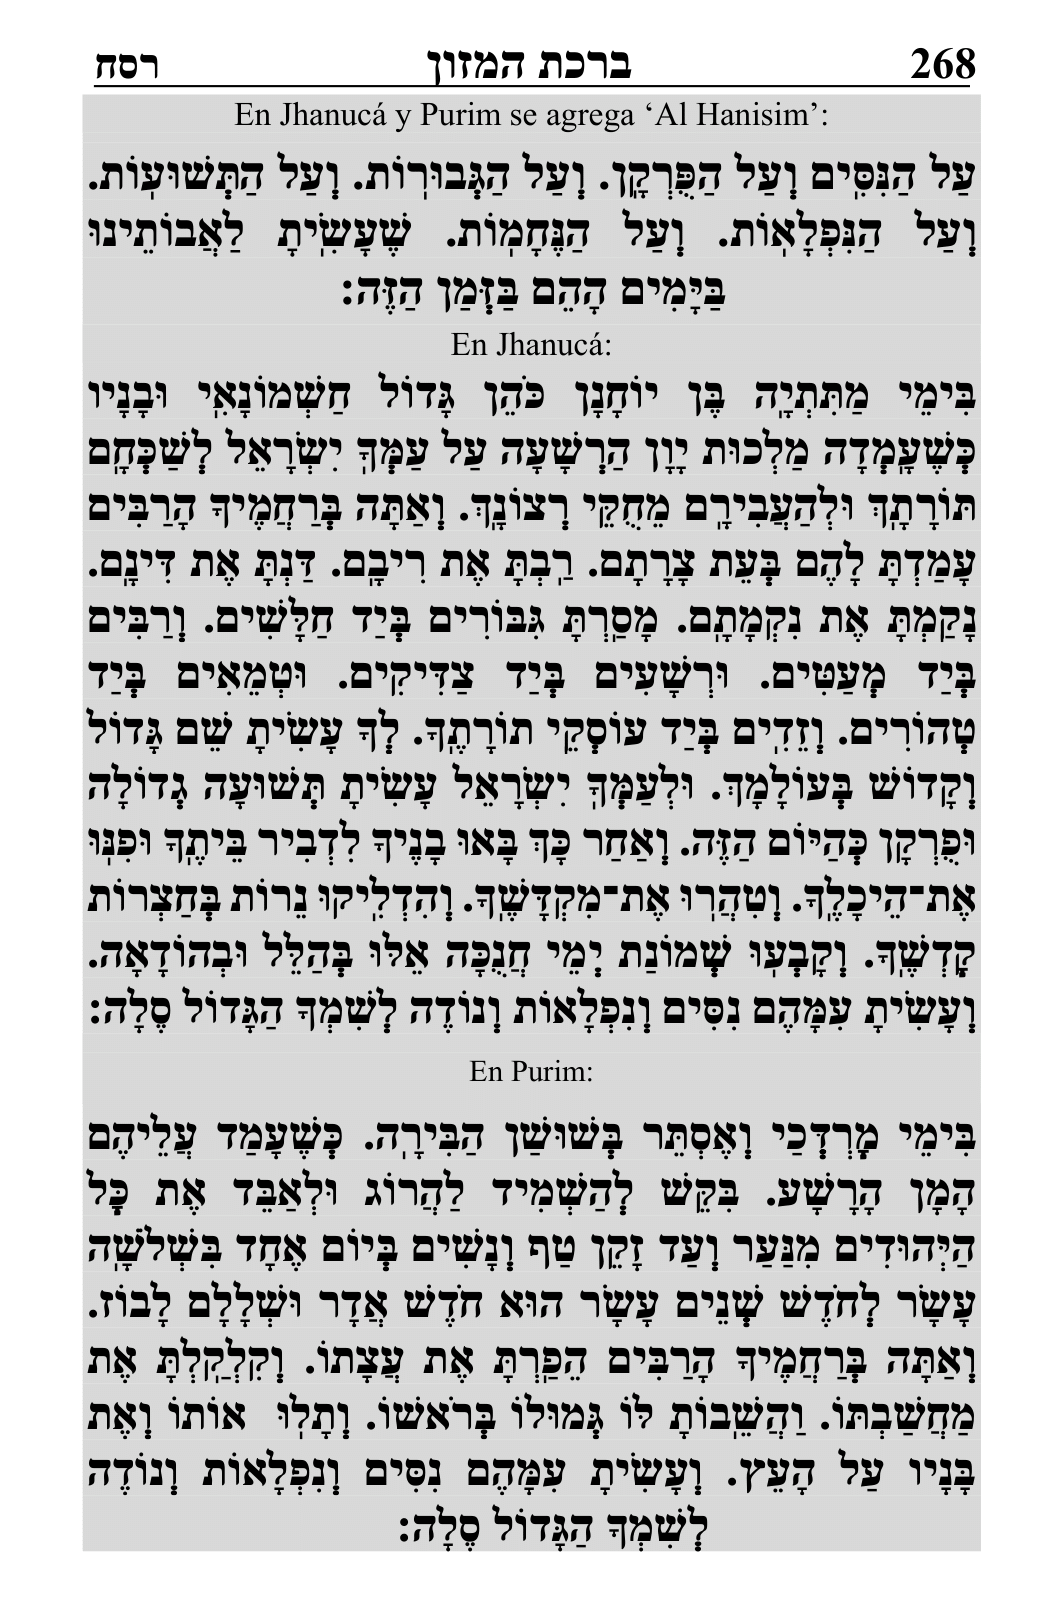 268 ברכת המזון רסח
En Jhanucá y Purim se agrega ‘Al Hanisim’:
עַל הַנִּסִּים וְעַל הַפֻּרְקָן. וְעַל הַגְּבוּרוֹת. וְעַל הַתְּשׁוּעוֹת.
וְעַל הַנִּפְלָאוֹת. וְעַל הַנֶּחָמוֹת. שֶׁעָשִׂיתָ לַאֲבוֹתֵינוּ
בַּיָּמִים הָהֵם בַּזְּמַן הַזֶּה:
En Jhanucá:
בִּימֵי מַתִּתְיָה בֶּן יוֹחָנָן כֹּהֵן גָּדוֹל חַשְׁמוֹנָאִי וּבָנָיו
כְּשֶׁעָמְדָה מַלְכוּת יָוָן הַרְשָׁעָה עַל עַמְּךָ יִשְׂרָאֵל לְשַׁכְּחָם
תּוֹרָתָךְ וּלְהַעֲבִירָם מֵחֻקֵּי רְצוֹנָךְ. וְאַתָּה בְּרַחֲמֶיךָ הָרַבִּים
עָמַדְתָּ לָהֶם בְּעֵת צָרָתָם. רַבְתָּ אֶת רִיבָם. דַּנְתָּ אֶת דִּינָם.
נָקַמְתָּ אֶת נִקְמָתָם. מָסַרְתָּ גִּבּוֹרִים בְּיַד חַלָּשִׁים. וְרַבִּים
בְּיַד מְעַטִּים. וּרְשָׁעִים בְּיַד צַדִּיקִים. וּטְמֵאִים בְּיַד
טְהוֹרִים. וְזֵדִים בְּיַד עוֹסְקֵי תוֹרָתֶךָ. לְךָ עָשִׂיתָ שֵׁם גָּדוֹל
וְקָדוֹשׁ בְּעוֹלָמָךְ. וּלְעַמְּךָ יִשְׂרָאֵל עָשִׂיתָ תְּשׁוּעָה גְדוֹלָה
וּפֻרְקָן כְּהַיּוֹם הַזֶּה. וְאַחַר כָּךְ בָּאוּ בָנֶיךָ לִדְבִיר בֵּיתֶךָ וּפִנּוּ
אֶת־הֵיכָלֶךָ. וְטִהֲרוּ אֶת־מִקְדָּשֶׁךָ. וְהִדְלִיקוּ נֵרוֹת בְּחַצְרוֹת
קָדְשֶׁךָ. וְקָבְעוּ שְׁמוֹנַת יְמֵי חֲנֻכָּה אֵלּוּ בְּהַלֵּל וּבְהוֹדָאָה.
וְעָשִׂיתָ עִמָּהֶם נִסִּים וְנִפְלָאוֹת וְנוֹדֶה לְשִׁמְךָ הַגָּדוֹל סֶלָה:
En Purim:
בִּימֵי מָרְדְּכַי וְאֶסְתֵּר בְּשׁוּשַׁן הַבִּירָה. כְּשֶׁעָמַד עֲלֵיהֶם
הָמָן הָרָשָׁע. בִּקֵּשׁ לְהַשְׁמִיד לַהֲרוֹג וּלְאַבֵּד אֶת כָּל
הַיְּהוּדִים מִנַּעַר וְעַד זָקֵן טַף וְנָשִׁים בְּיוֹם אֶחָד בִּשְׁלֹשָׁה
עָשָׂר לְחֹדֶשׁ שְׁנֵים עָשָׂר הוּא חֹדֶשׁ אֲדָר וּשְׁלָלָם לָבוֹז.
וְאַתָּה בְּרַחֲמֶיךָ הָרַבִּים הֵפַרְתָּ אֶת עֲצָתוֹ. וְקִלְקַלְתָּ אֶת
מַחֲשַׁבְתּוֹ. וַהֲשֵׁבוֹתָ לּוֹ גְּמוּלוֹ בְּרֹאשׁוֹ. וְתָלוּ אוֹתוֹ וְאֶת
בָּנָיו עַל הָעֵץ. וְעָשִׂיתָ עִמָּהֶם נִסִּים וְנִפְלָאוֹת וְנוֹדֶה
לְשִׁמְךָ הַגָּדוֹל סֶלָה: